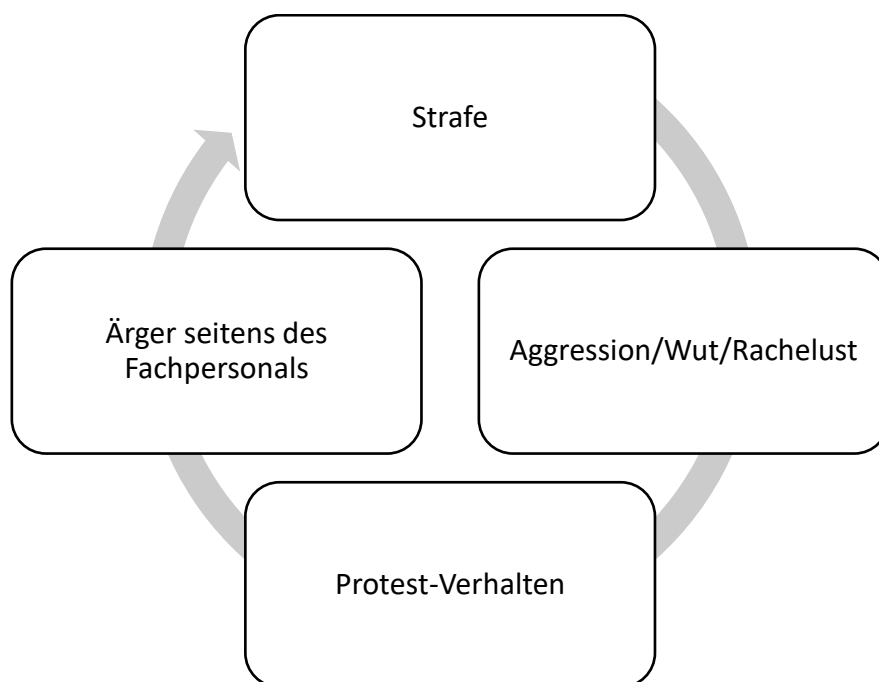 Strafe
Aggression/Wut/Rachelust
Protest-Verhalten
Ärger seitens des
Fachpersonals